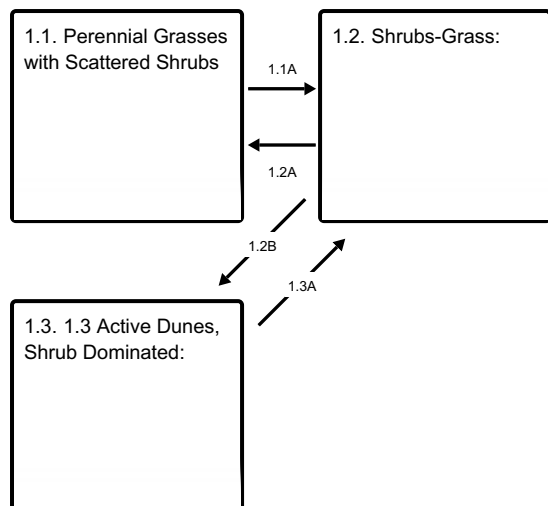 1.1. Perennial Grasses
with Scattered Shrubs
1.2. Shrubs-Grass:
1.1A
1.2A
1.2B
1.3A
1.3. 1.3 Active Dunes,
Shrub Dominated: